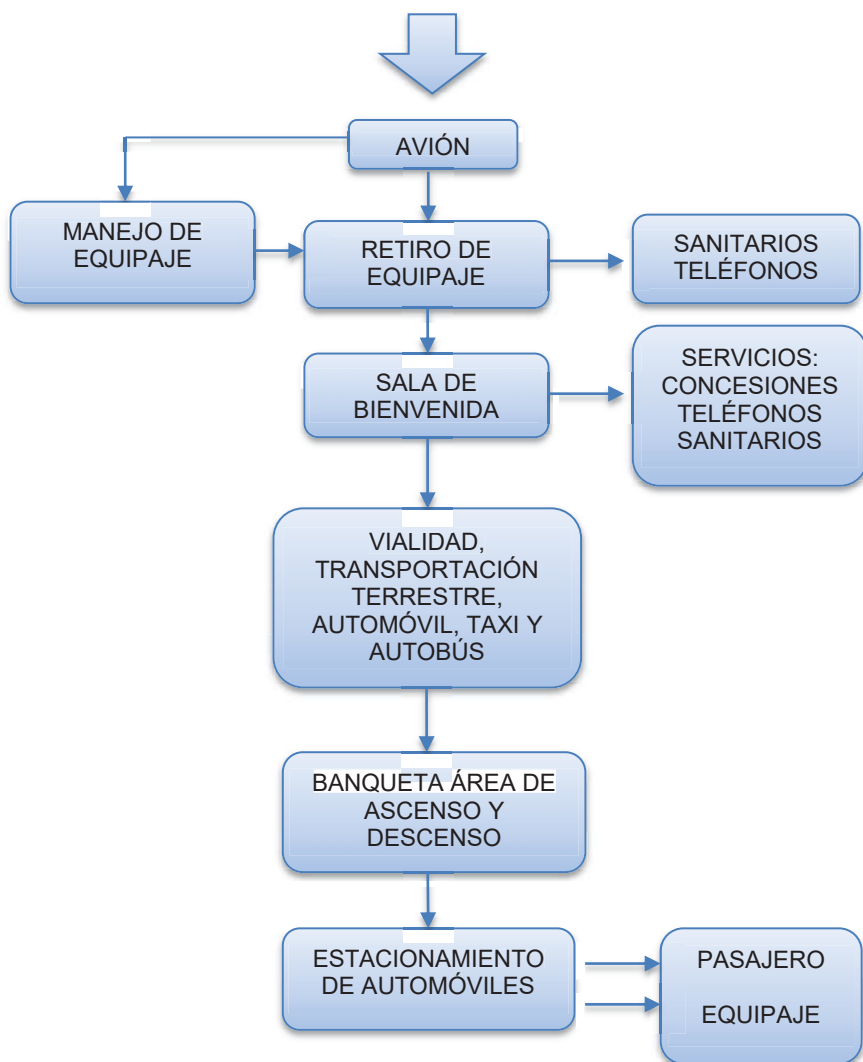 AVIÓN
MANEJO DE
EQUIPAJE
RETIRO DE
EQUIPAJE
SANITARIOS
TELÉFONOS
SALA DE
BIENVENIDA
SERVICIOS:
CONCESIONES
TELÉFONOS
SANITARIOS
VIALIDAD,
TRANSPORTACIÓN
TERRESTRE,
AUTOMÓVIL, TAXI Y
AUTOBÚS
BANQUETA ÁREA DE
ASCENSO Y
DESCENSO
ESTACIONAMIENTO
DE AUTOMÓVILES
PASAJERO
EQUIPAJE